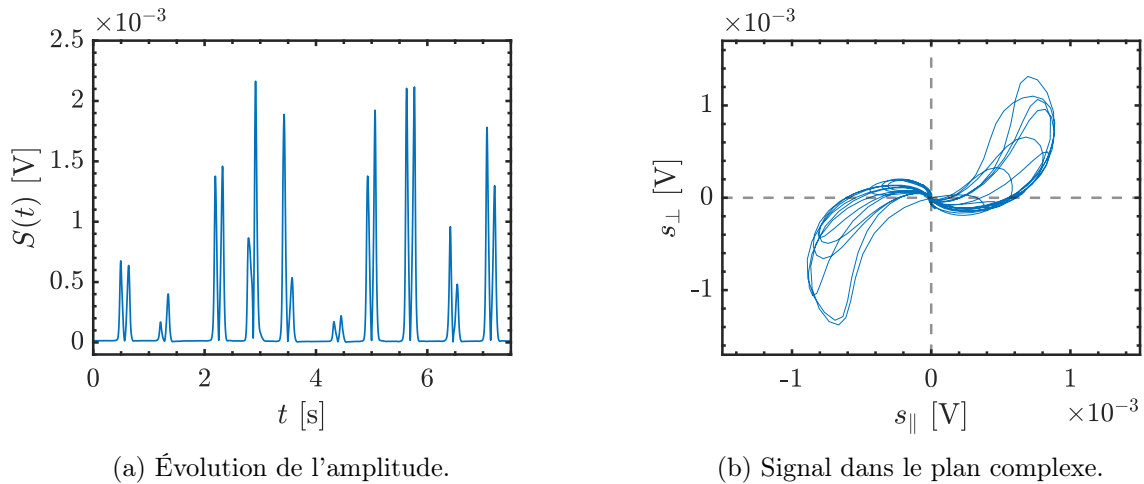 ×10⁻³
2.5
2
1.5
1
0.5
0
S(t) [V]
0 2 4 6
t [s]
(a) Évolution de l'amplitude.
×10⁻³
1
0
-1
s⊥ [V]
-1 0 1
×10⁻³
s∥ [V]
(b) Signal dans le plan complexe.